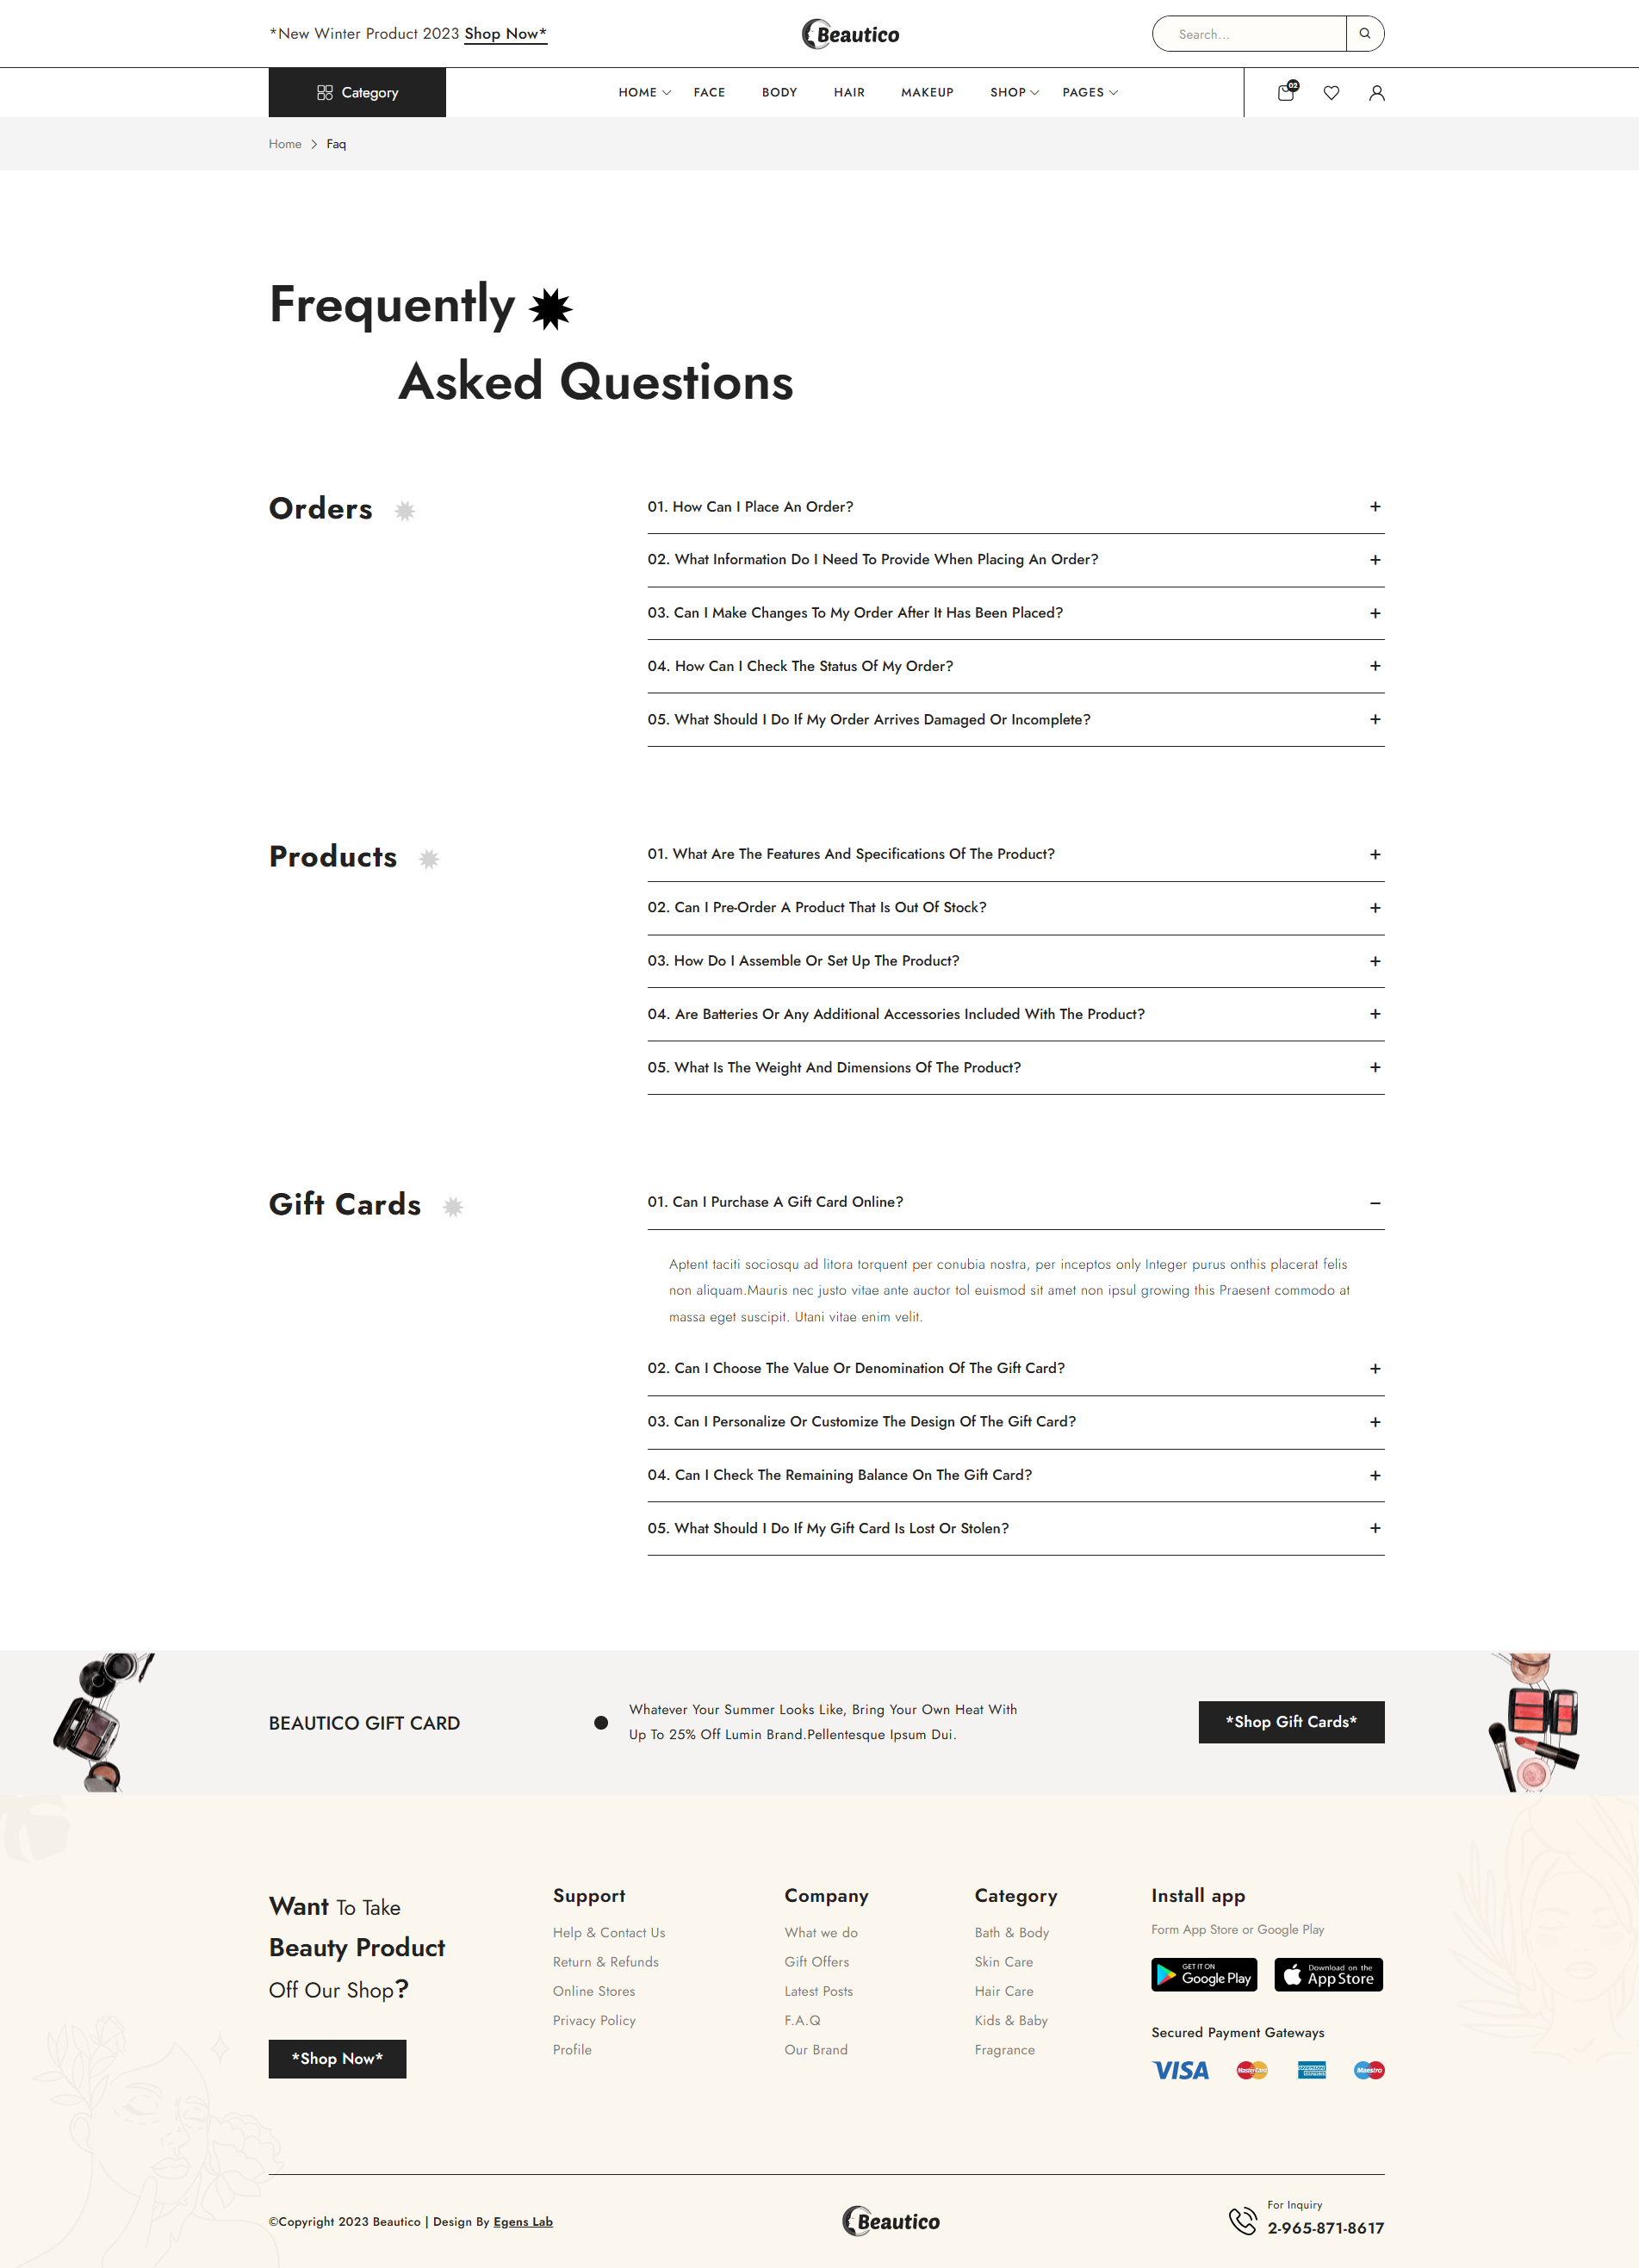 *New Winter Product 2023 Shop Now*
Beautico
Search...
Category
HOME
FACE
BODY
HAIR
MAKEUP
SHOP
PAGES
02
Home > Faq
Frequently
Asked Questions
Orders
01. How Can I Place An Order?
02. What Information Do I Need To Provide When Placing An Order?
03. Can I Make Changes To My Order After It Has Been Placed?
04. How Can I Check The Status Of My Order?
05. What Should I Do If My Order Arrives Damaged Or Incomplete?
Products
01. What Are The Features And Specifications Of The Product?
02. Can I Pre-Order A Product That Is Out Of Stock?
03. How Do I Assemble Or Set Up The Product?
04. Are Batteries Or Any Additional Accessories Included With The Product?
05. What Is The Weight And Dimensions Of The Product?
Gift Cards
01. Can I Purchase A Gift Card Online?
Aptent taciti sociosqu ad litora torquent per conubia nostra, per inceptos only Integer purus onthis placerat felis
non aliquam.Mauris nec justo vitae ante auctor tol euismod sit amet non ipsul growing this Praesent commodo at
massa eget suscipit. Utani vitae enim velit.
02. Can I Choose The Value Or Denomination Of The Gift Card?
03. Can I Personalize Or Customize The Design Of The Gift Card?
04. Can I Check The Remaining Balance On The Gift Card?
05. What Should I Do If My Gift Card Is Lost Or Stolen?
BEAUTICO GIFT CARD
Whatever Your Summer Looks Like, Bring Your Own Heat With
Up To 25% Off Lumin Brand.Pellentesque Ipsum Dui.
*Shop Gift Cards*
Want To Take
Beauty Product
Off Our Shop?
*Shop Now*
Support
Help & Contact Us
Return & Refunds
Online Stores
Privacy Policy
Profile
Company
What we do
Gift Offers
Latest Posts
F.A.Q
Our Brand
Category
Bath & Body
Skin Care
Hair Care
Kids & Baby
Fragrance
Install app
Form App Store or Google Play
GET IT ON
Google Play
Download on the
App Store
Secured Payment Gateways
VISA
MasterCard
AMERICAN EXPRESS
Maestro
©Copyright 2023 Beautico | Design By Egens Lab
Beautico
For Inquiry
2-965-871-8617